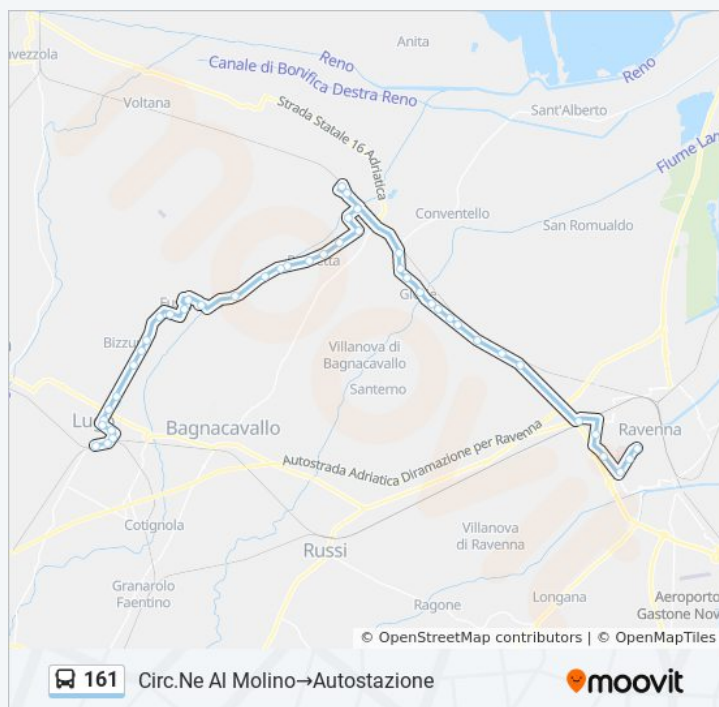 Anita
Reno
avezzola
Canale di Bonifica Destra Reno
Reno
Voltana
Strada Statale 16 Adriatica
Sant'Alberto
Fiume La
Conventello
San Romualdo
Villanova di
Bagnacavallo
Santerno
Bagnacavallo
Ravenna
Autostrada Adriatica Diramazione per Ravenna
Cotignola
Russi
Villanova
di Ravenna
Granarolo
Faentino
Ragone
Longana
Aeroporto
Gastone Nov
© OpenStreetMap contributors | © OpenMapTiles
161 Circ.Ne Al Molino→Autostazione
moovit